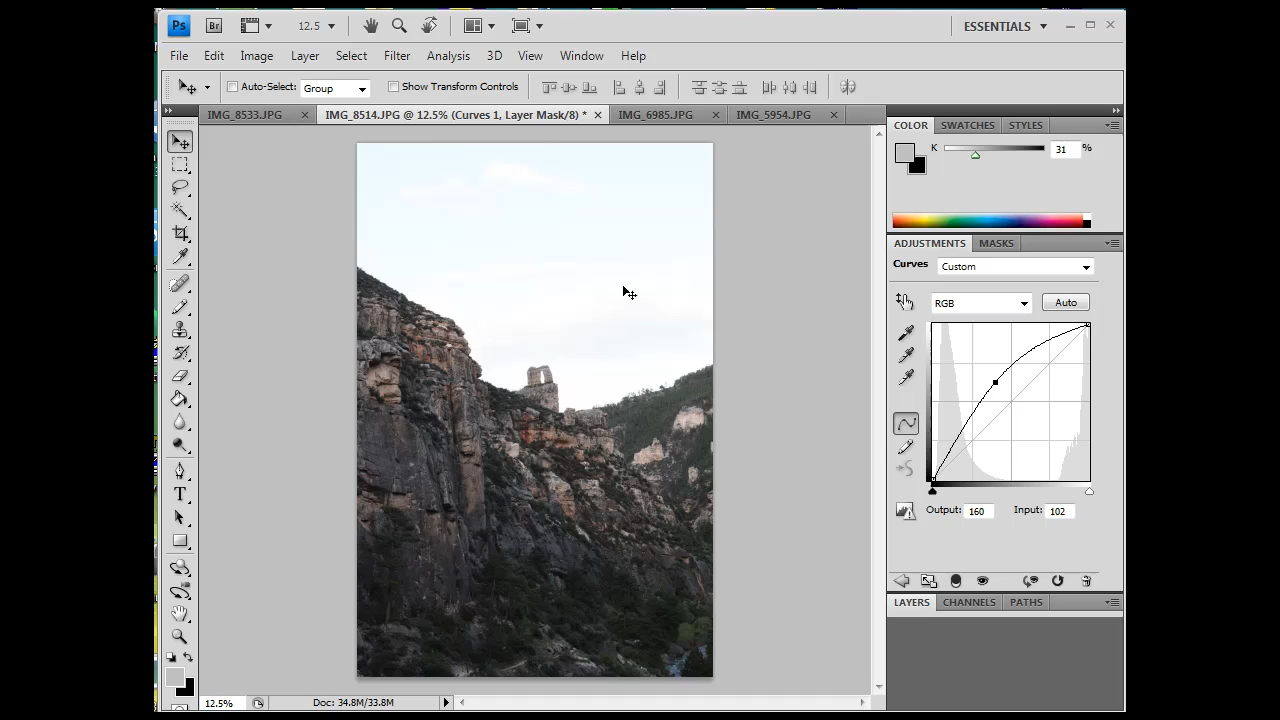 Ps Br 12.5 ESSENTIALS
File Edit Image Layer Select Filter Analysis 3D View Window Help
Auto-Select: Group Show Transform Controls
IMG_8533.JPG IMG_8514.JPG @ 12.5% (Curves 1, Layer Mask/8) * IMG_6985.JPG IMG_5954.JPG
COLOR SWATCHES STYLES
K 31 %
ADJUSTMENTS MASKS
Curves Custom
RGB Auto
Output: 160 Input: 102
LAYERS CHANNELS PATHS
T
12.5% Doc: 34.8M/33.8M